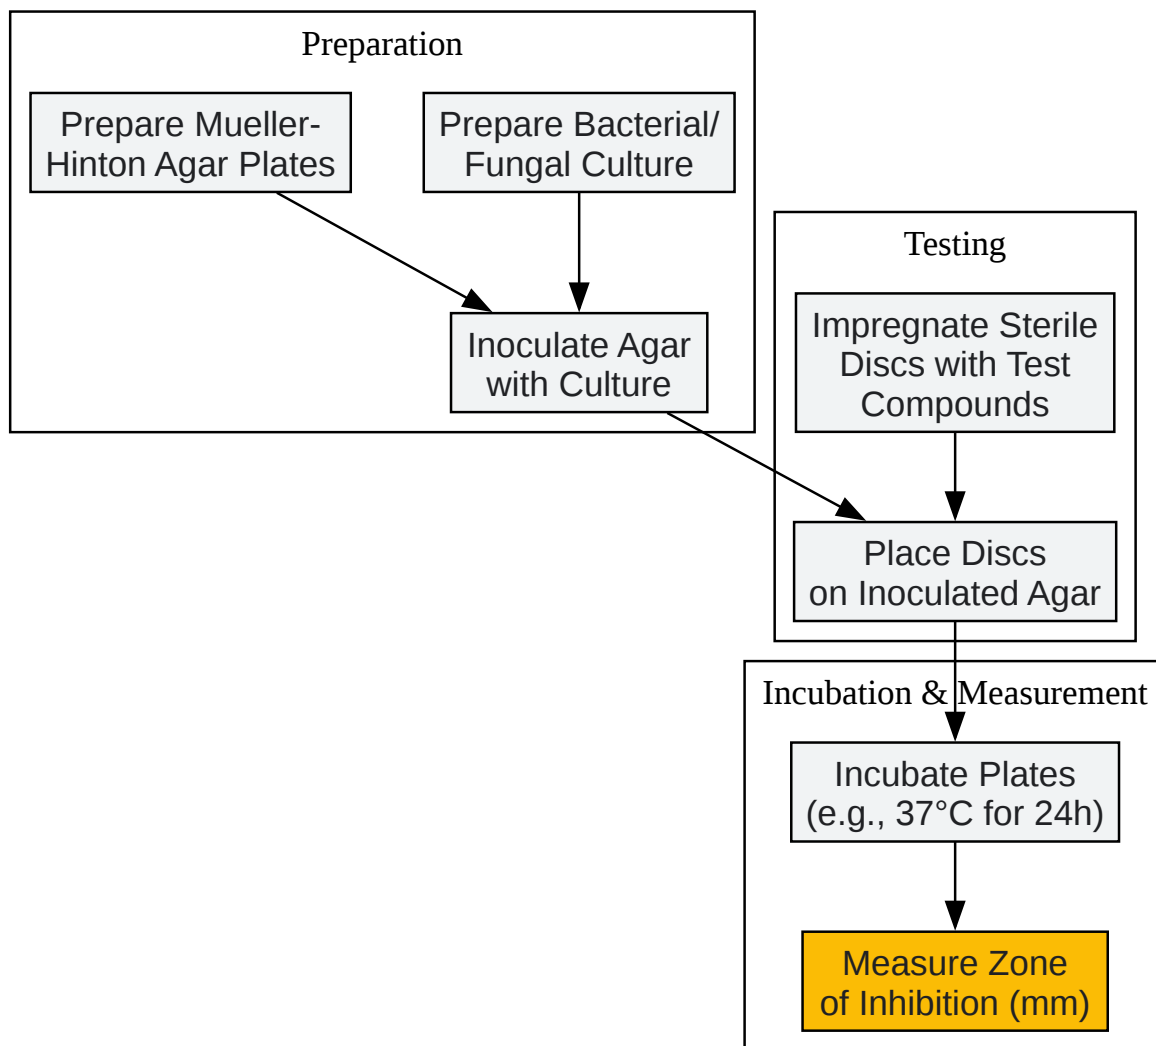 Preparation
Prepare Mueller-
Hinton Agar Plates
Prepare Bacterial/
Fungal Culture
Inoculate Agar
with Culture
Testing
Impregnate Sterile
Discs with Test
Compounds
Place Discs
on Inoculated Agar
Incubation & Measurement
Incubate Plates
(e.g., 37°C for 24h)
Measure Zone
of Inhibition (mm)